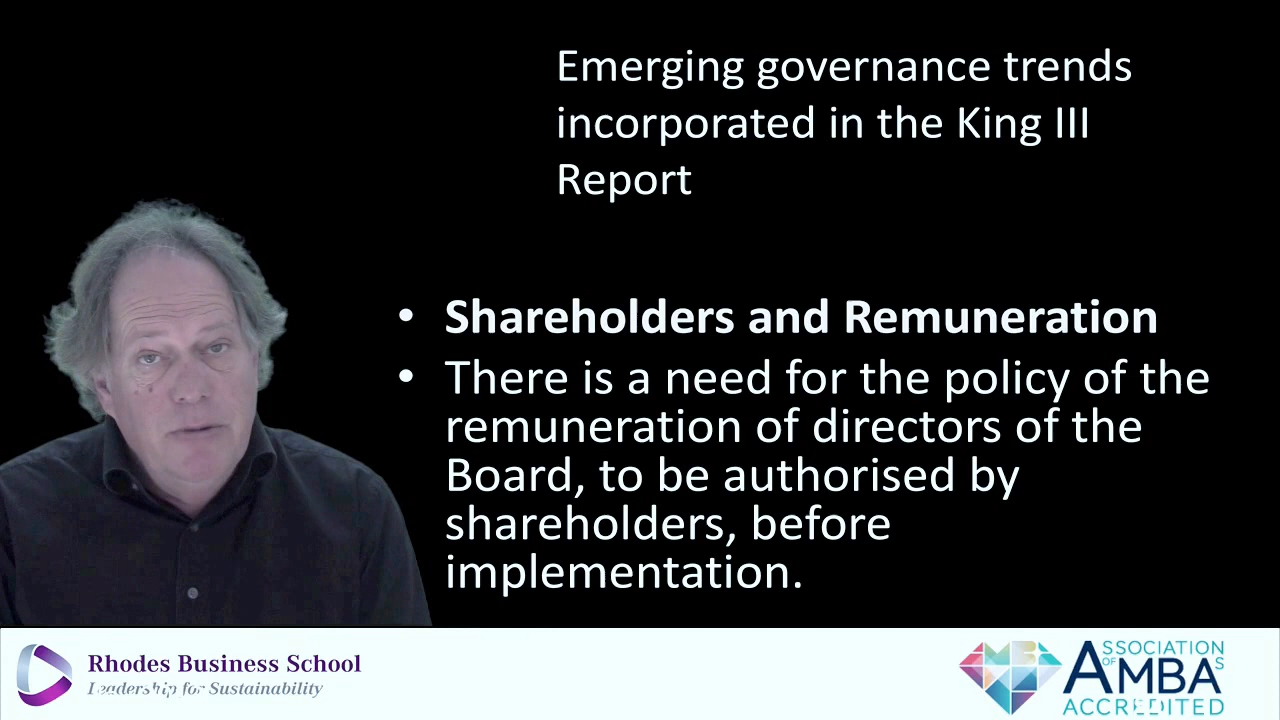 Emerging governance trends
incorporated in the King III
Report
• Shareholders and Remuneration
• There is a need for the policy of the
remuneration of directors of the
Board, to be authorised by
shareholders, before
implementation.
Rhodes Business School
Leadership for Sustainability
ASSOCIATION
OF AMBAs
ACCREDITED